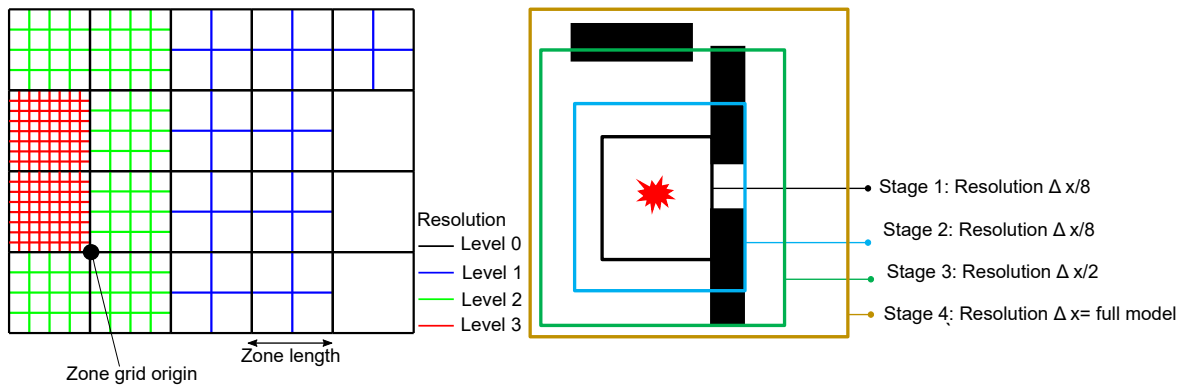 Resolution
Level 0
Level 1
Level 2
Level 3
Zone length
Zone grid origin
Stage 1: Resolution Δ x/8
Stage 2: Resolution Δ x/8
Stage 3: Resolution Δ x/2
Stage 4: Resolution Δ x= full model